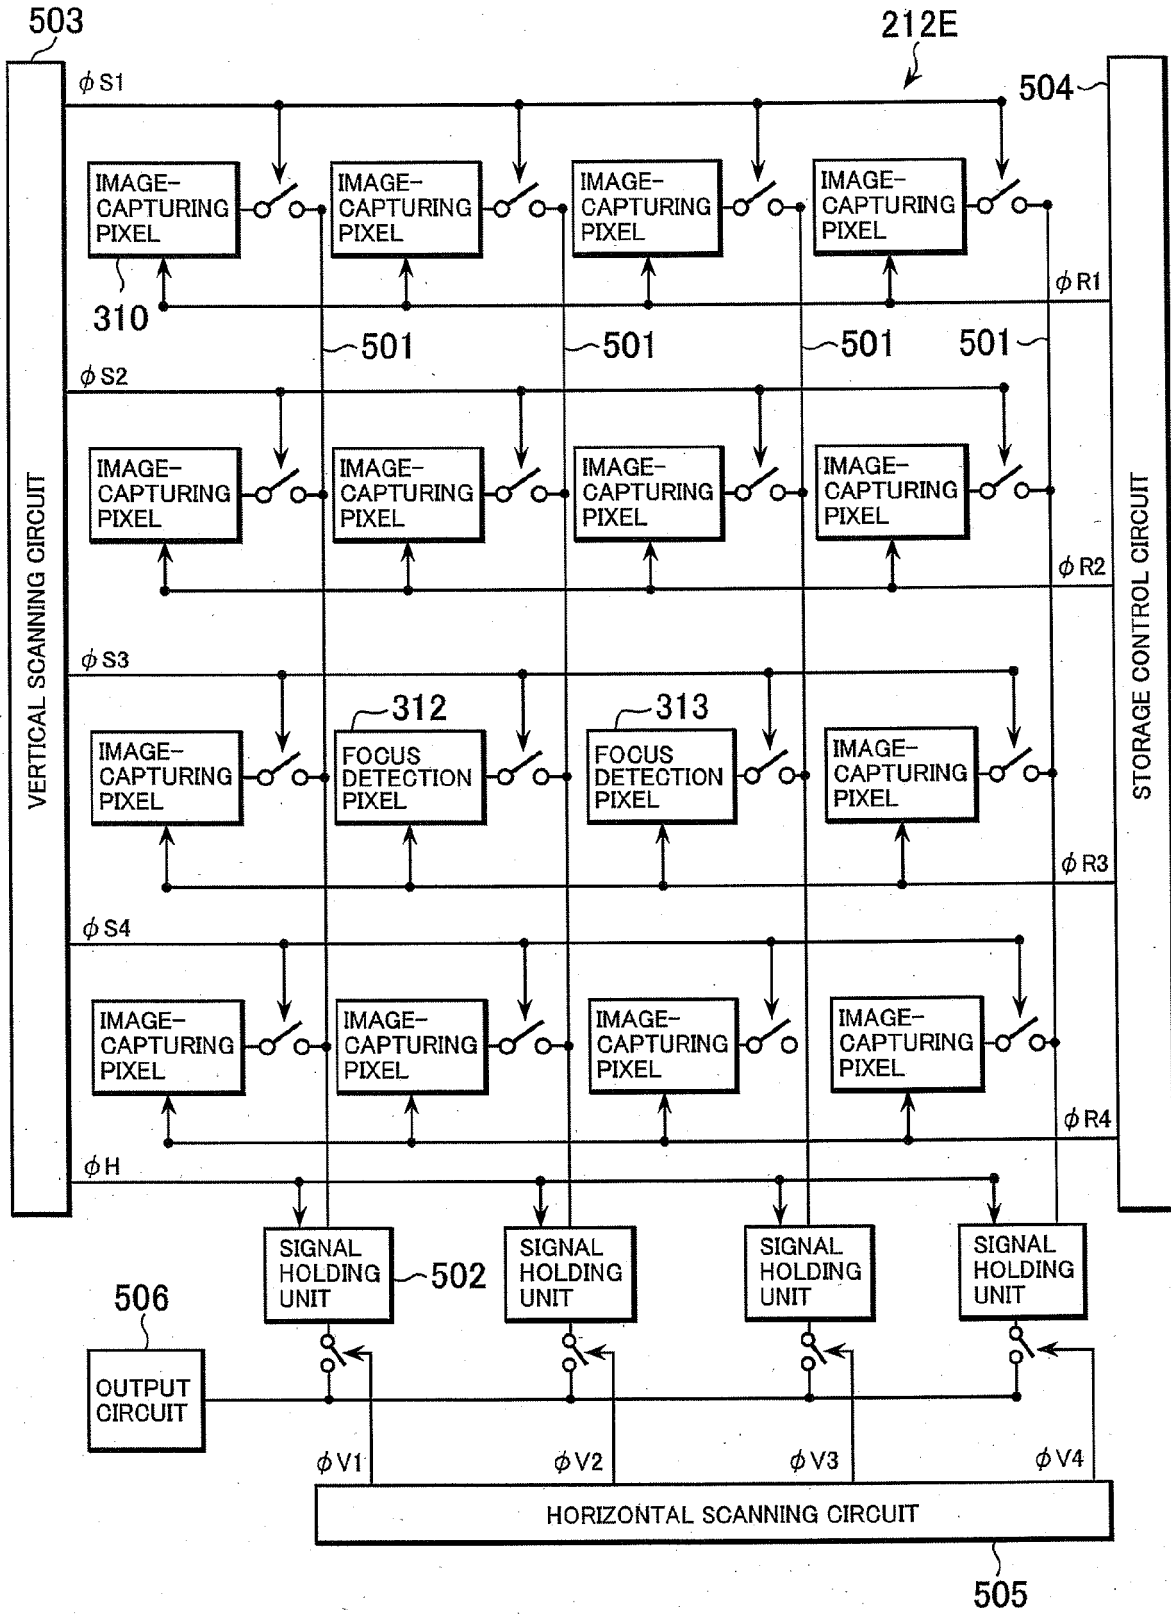 503
212E
φS1
504
IMAGE-
CAPTURING
PIXEL
IMAGE-
CAPTURING
PIXEL
IMAGE-
CAPTURING
PIXEL
IMAGE-
CAPTURING
PIXEL
310
φR1
501
501
501
501
φS2
IMAGE-
CAPTURING
PIXEL
IMAGE-
CAPTURING
PIXEL
IMAGE-
CAPTURING
PIXEL
IMAGE-
CAPTURING
PIXEL
φR2
VERTICAL SCANNING CIRCUIT
STORAGE CONTROL CIRCUIT
φS3
312
313
IMAGE-
CAPTURING
PIXEL
FOCUS
DETECTION
PIXEL
FOCUS
DETECTION
PIXEL
IMAGE-
CAPTURING
PIXEL
φR3
φS4
IMAGE-
CAPTURING
PIXEL
IMAGE-
CAPTURING
PIXEL
IMAGE-
CAPTURING
PIXEL
IMAGE-
CAPTURING
PIXEL
φR4
φH
SIGNAL
HOLDING
UNIT
502
SIGNAL
HOLDING
UNIT
SIGNAL
HOLDING
UNIT
SIGNAL
HOLDING
UNIT
506
OUTPUT
CIRCUIT
φV1
φV2
φV3
φV4
HORIZONTAL SCANNING CIRCUIT
505